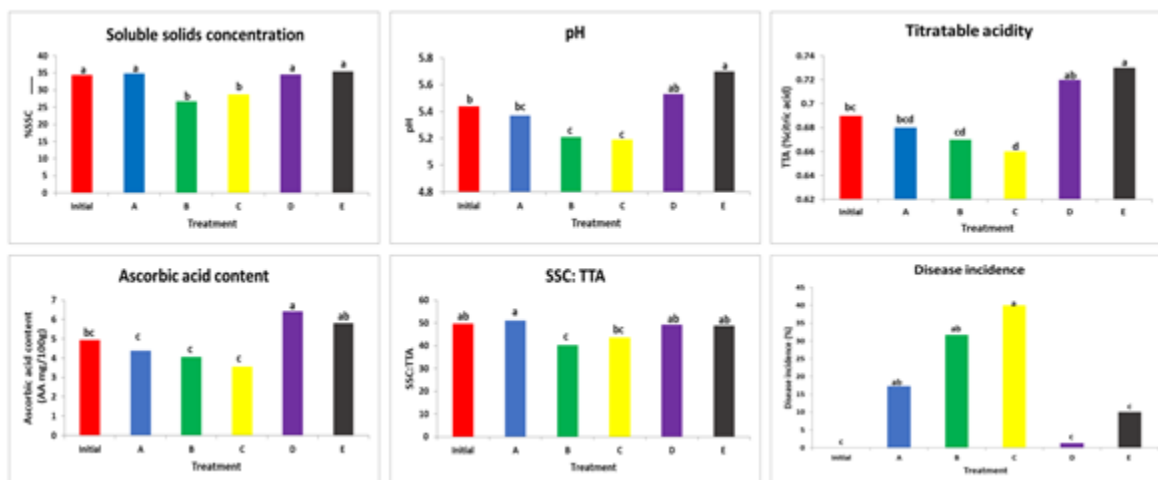 Soluble solids concentration
%SSC
40
35
30
25
20
15
10
5
0
a a b b a a
Initial A B C D E
Treatment
pH
pH
5.8
5.6
5.4
5.2
5
4.8
b bc c c ab a
Initial A B C D E
Treatment
Titratable acidity
TTA (%citric acid)
0.74
0.72
0.7
0.68
0.66
0.64
0.62
bc bcd cd d ab a
Initial A B C D E
Treatment
Ascorbic acid content
Ascorbic acid content
(AA mg/100g)
7
6
5
4
3
2
1
0
bc c c c a ab
Initial A B C D E
Treatment
SSC: TTA
SSC:TTA
60
50
40
30
20
10
0
ab a c bc ab ab
Initial A B C D E
Treatment
Disease incidence
Disease incidence (%)
45
40
35
30
25
20
15
10
5
0
c ab ab a c c
Initial A B C D E
Treatment